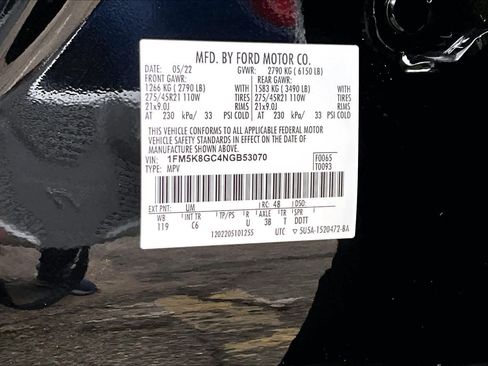 MFD. BY FORD MOTOR CO.
DATE: 05/22 GVWR: 2790 KG ( 6150 LB)
FRONT GAWR: REAR GAWR:
1266 KG ( 2790 LB) WITH 1583 KG ( 3490 LB) WITH
275/45R21 110W TIRES 275/45R21 110W TIRES
21x9.0J RIMS 21x9.0J RIMS
AT 230 kPa/ 33 PSI COLD AT 230 kPa/ 33 PSI COLD
THIS VEHICLE CONFORMS TO ALL APPLICABLE FEDERAL MOTOR
VEHICLE SAFETY STANDARDS IN EFFECT ON THE DATE OF
MANUFACTURE SHOWN ABOVE.
VIN: 1FM5K8GC4NGB53070 F0065
TYPE: MPV T0093
EXT PNT: UM RC: 48 DSO:
WB INT TR TP/PS R AXLE TR SPR
119 C6 U 3B T DDTT
1202205101255 UTC ▽ 5U5A-1520472-BA